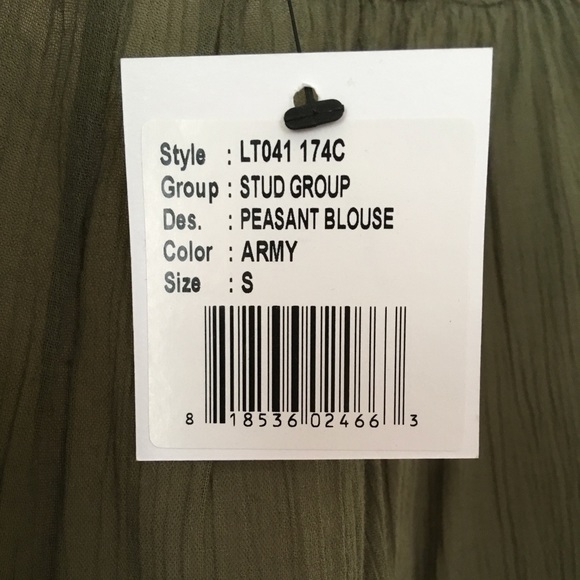 Style : LT041 174C
Group : STUD GROUP
Des. : PEASANT BLOUSE
Color : ARMY
Size : S
8 18536 02466 3